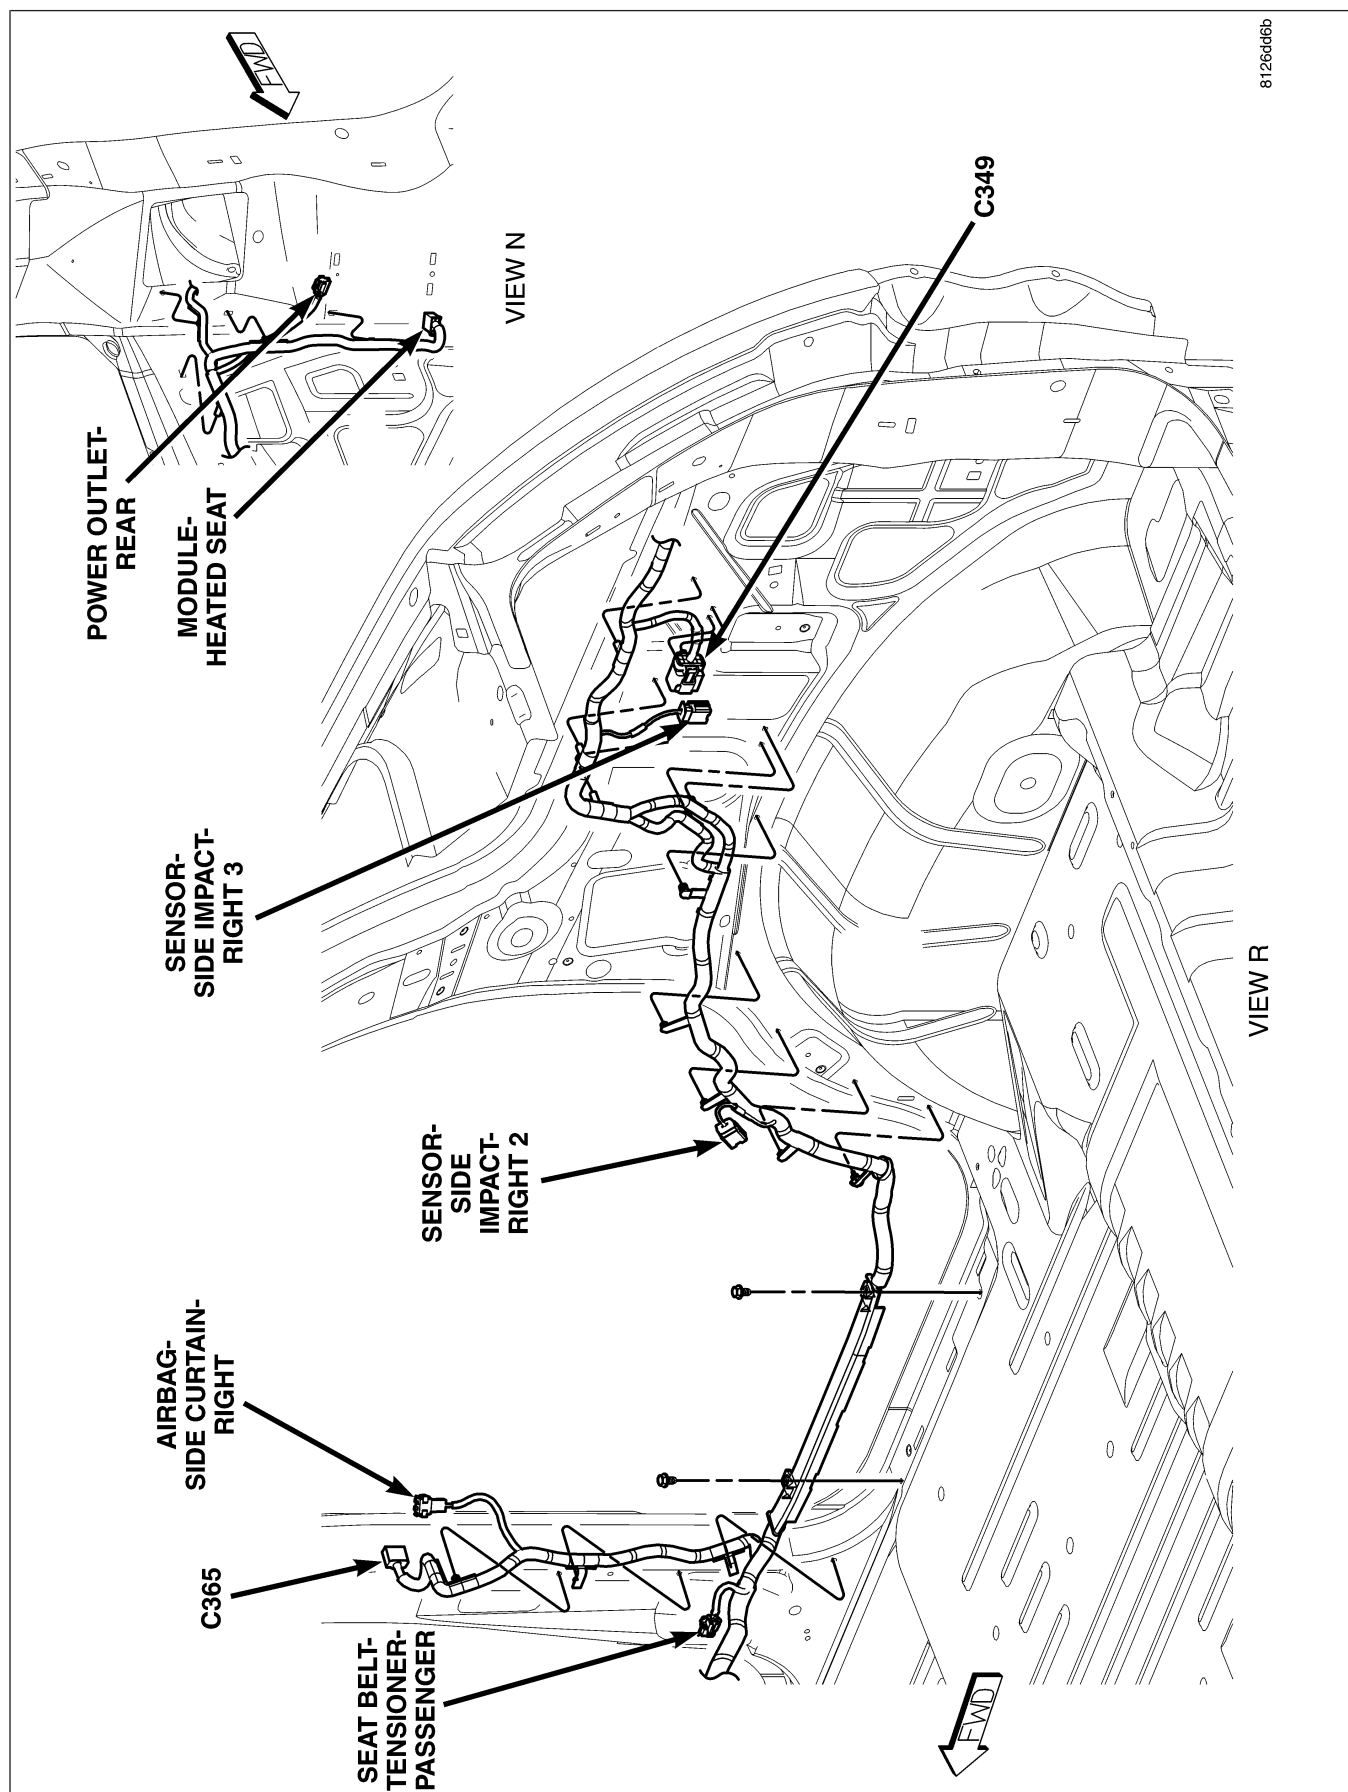 POWER OUTLET-
REAR
MODULE-
HEATED SEAT
FWD
VIEW N
C349
SENSOR-
SIDE IMPACT-
RIGHT 3
SENSOR-
SIDE
IMPACT-
RIGHT 2
AIRBAG-
SIDE CURTAIN-
RIGHT
C365
SEAT BELT-
TENSIONER-
PASSENGER
FWD
VIEW R
8126dd6b